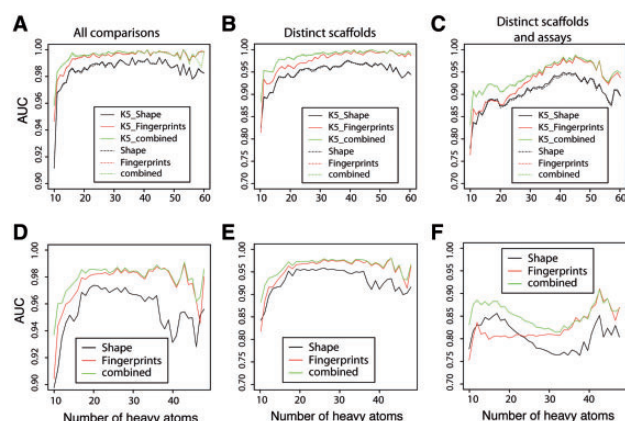 A
All comparisons
B
Distinct scaffolds
C
Distinct scaffolds
and assays
AUC
1.00
0.98
0.96
0.94
0.92
0.90
K5_Shape
K5_Fingerprints
K5_combined
Shape
Fingerprints
combined
10 20 30 40 50 60
1.00
0.95
0.90
0.85
0.80
0.75
0.70
K5_Shape
K5_Fingerprints
K5_combined
Shape
Fingerprints
combined
10 20 30 40 50 60
1.00
0.95
0.90
0.85
0.80
0.75
0.70
K5_Shape
K5_Fingerprints
K5_combined
Shape
Fingerprints
combined
10 20 30 40 50 60
D
AUC
1.00
0.98
0.96
0.94
0.92
0.90
Shape
Fingerprints
combined
10 20 30 40
Number of heavy atoms
E
1.00
0.95
0.90
0.85
0.80
0.75
0.70
Shape
Fingerprints
combined
10 20 30 40
Number of heavy atoms
F
1.00
0.95
0.90
0.85
0.80
0.75
0.70
Shape
Fingerprints
combined
10 20 30 40
Number of heavy atoms